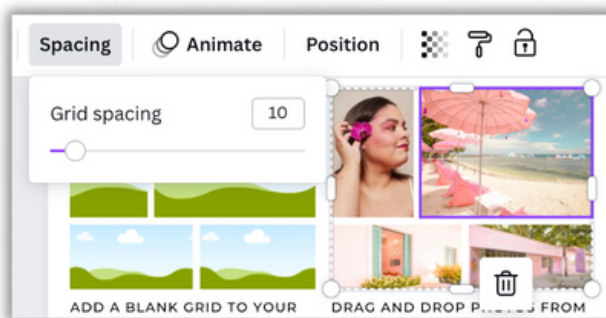 Spacing
Animate
Position
Grid spacing
10
ADD A BLANK GRID TO YOUR
DRAG AND DROP PHOTOS FROM